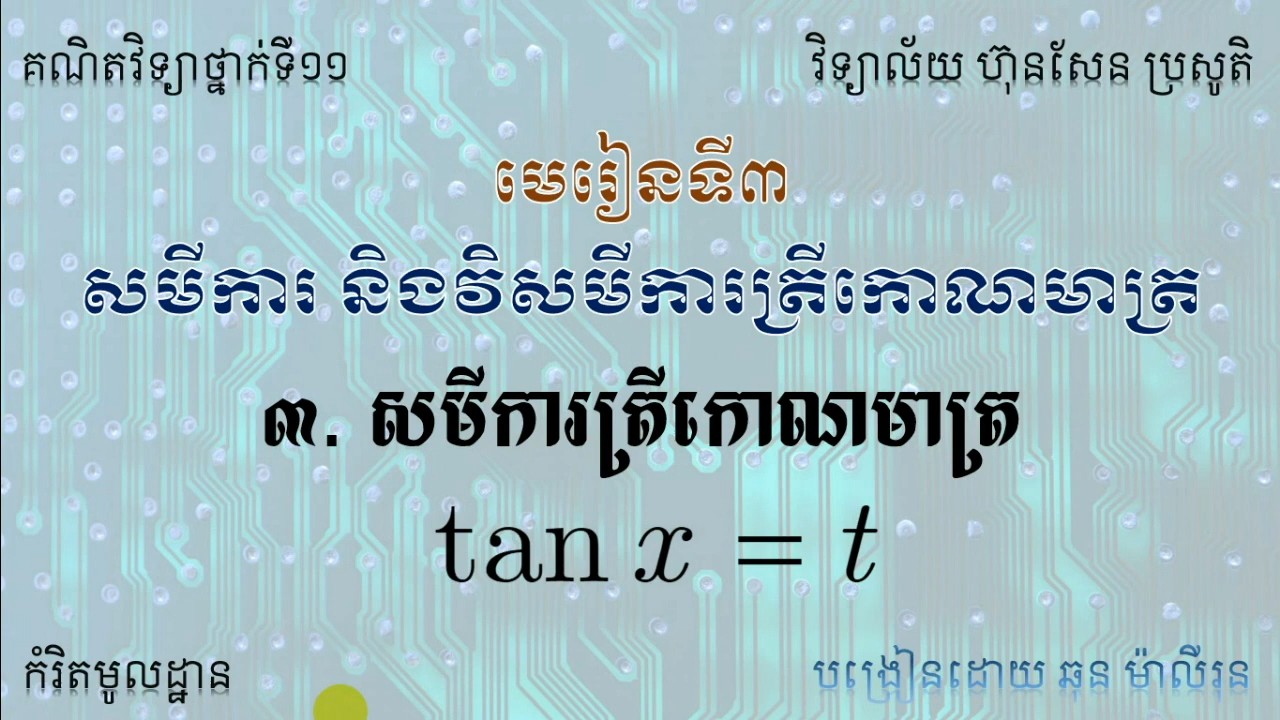 គណិតវិទ្យាថ្នាក់ទី១១
វិទ្យាល័យ ហ៊ុនសែន ប្រសូតិ
មេរៀនទី៣
សមីការ និងវិសមីការត្រីកោណមាត្រ
៣. សមីការត្រីកោណមាត្រ
tan x = t
កំរិតមូលដ្ឋាន
បង្រៀនដោយ ឆុន ម៉ាលីរុន